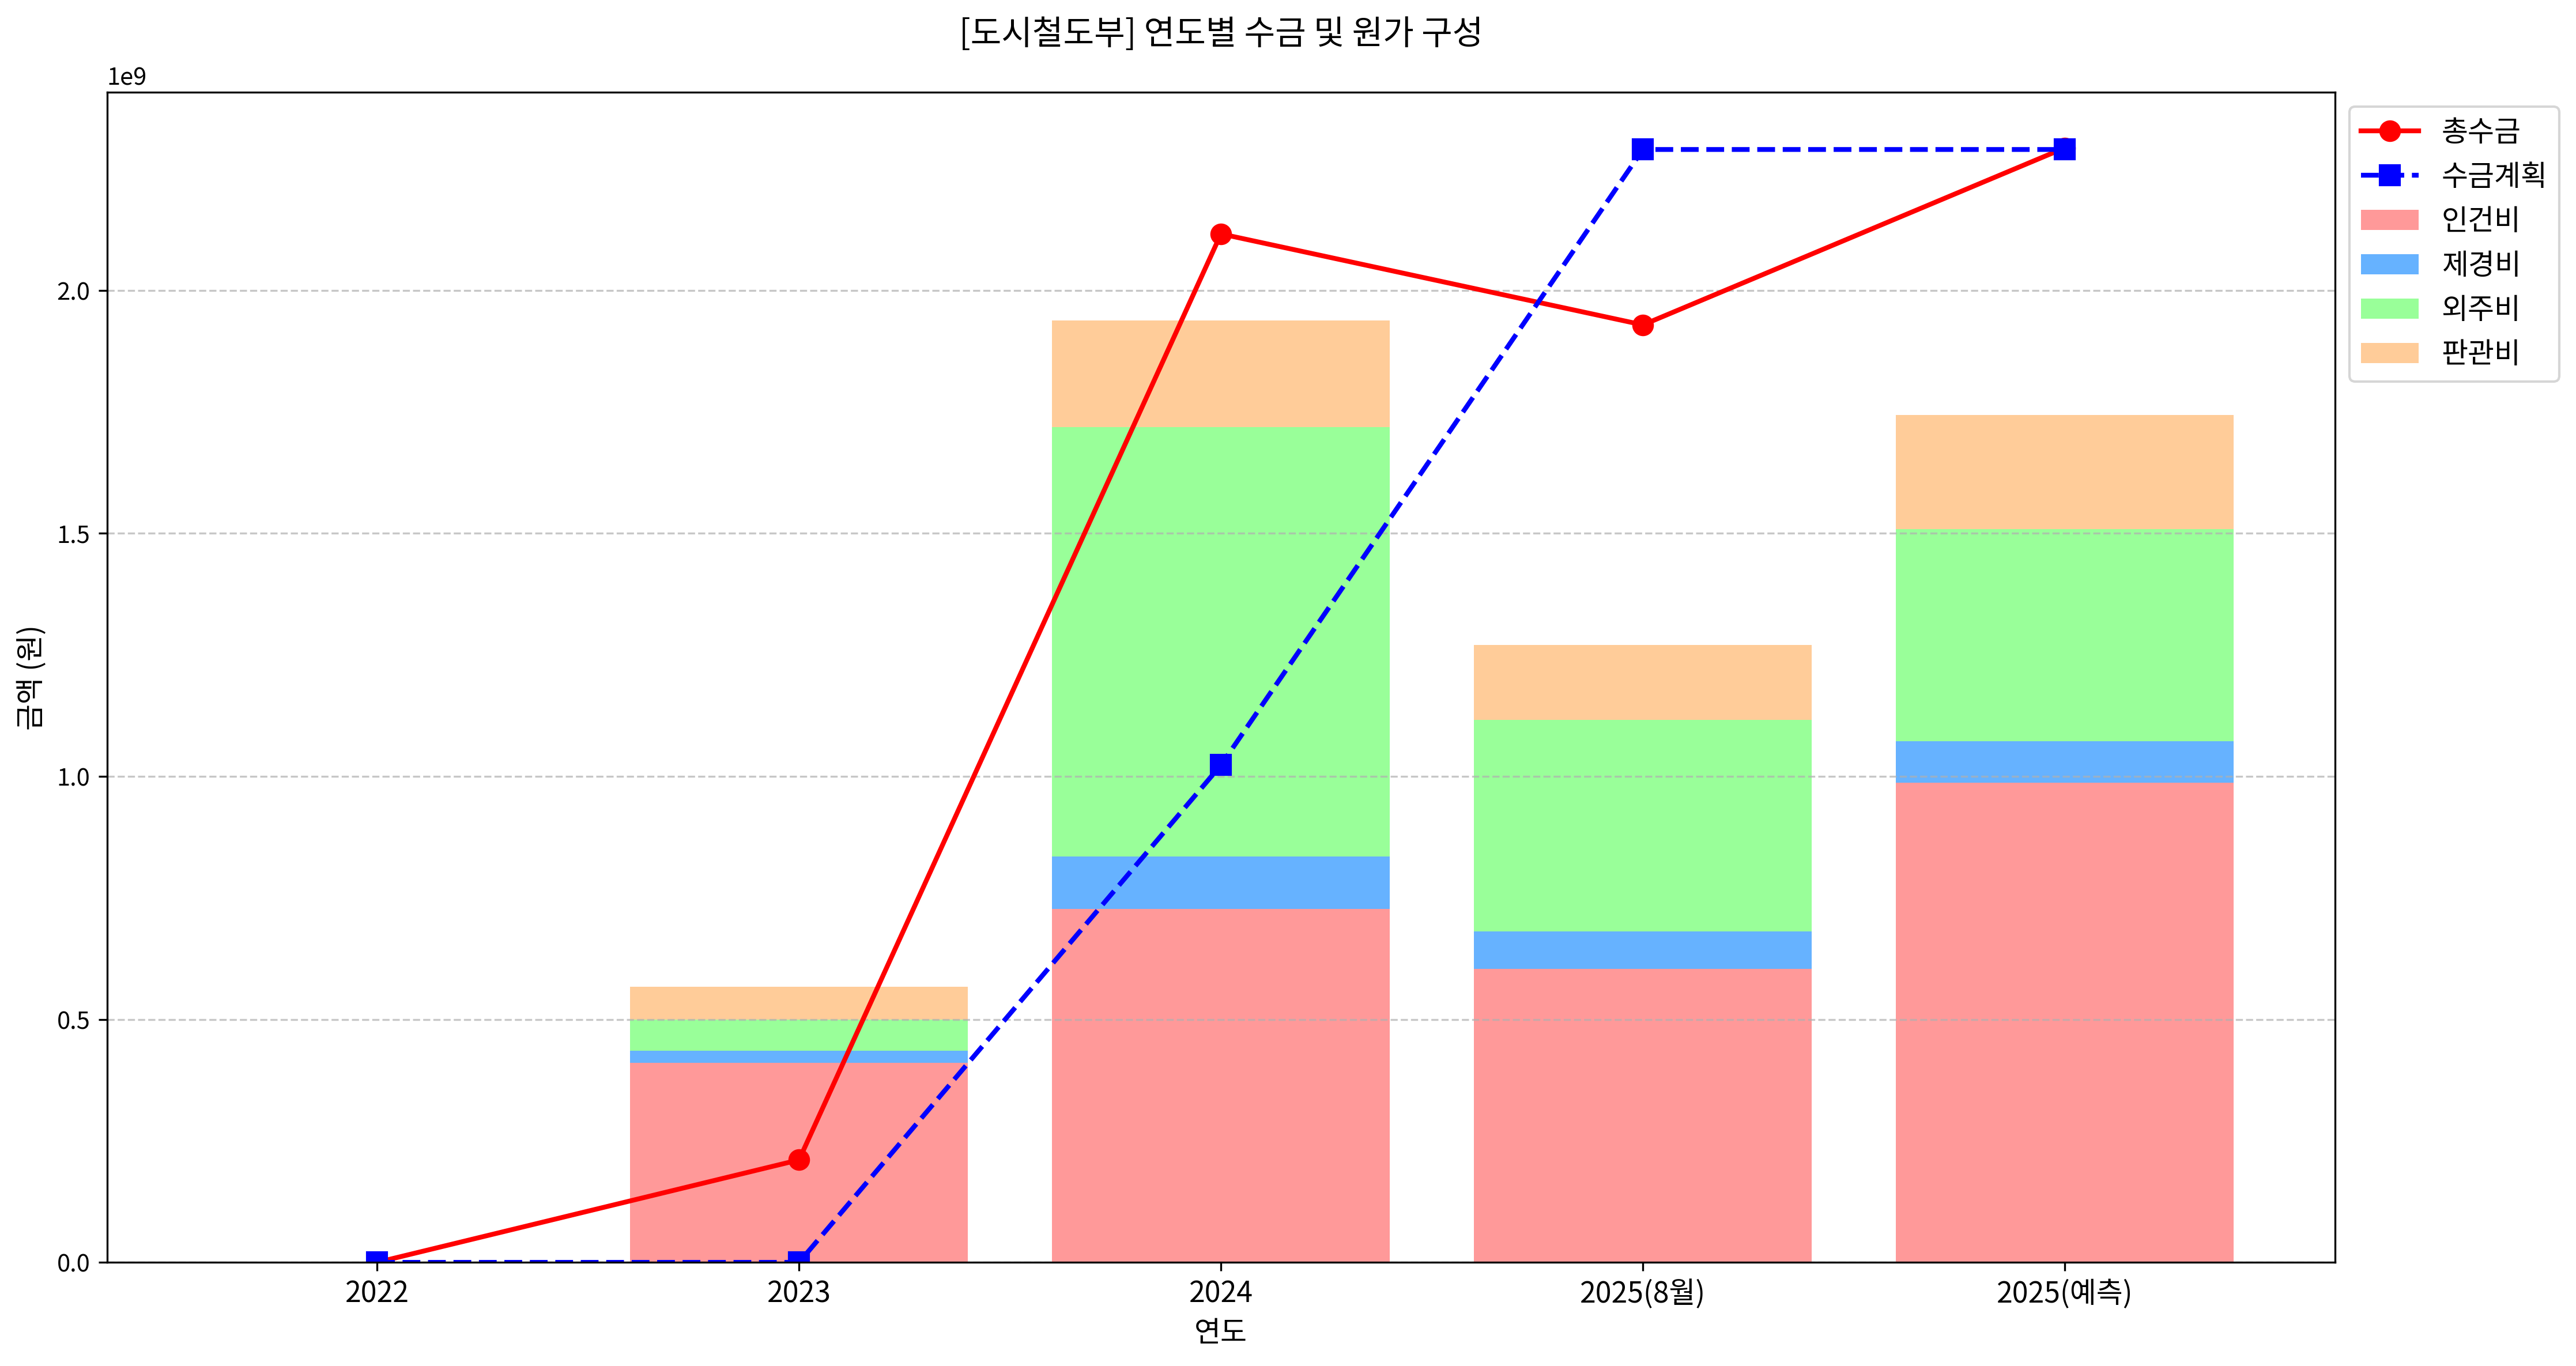 [도시철도부] 연도별 수금 및 원가 구성
1e9
총수금
수금계획
인건비
제경비
외주비
판관비
2.0
1.5
1.0
0.5
0.0
금액 (원)
2022
2023
2024
2025(8월)
2025(예측)
연도